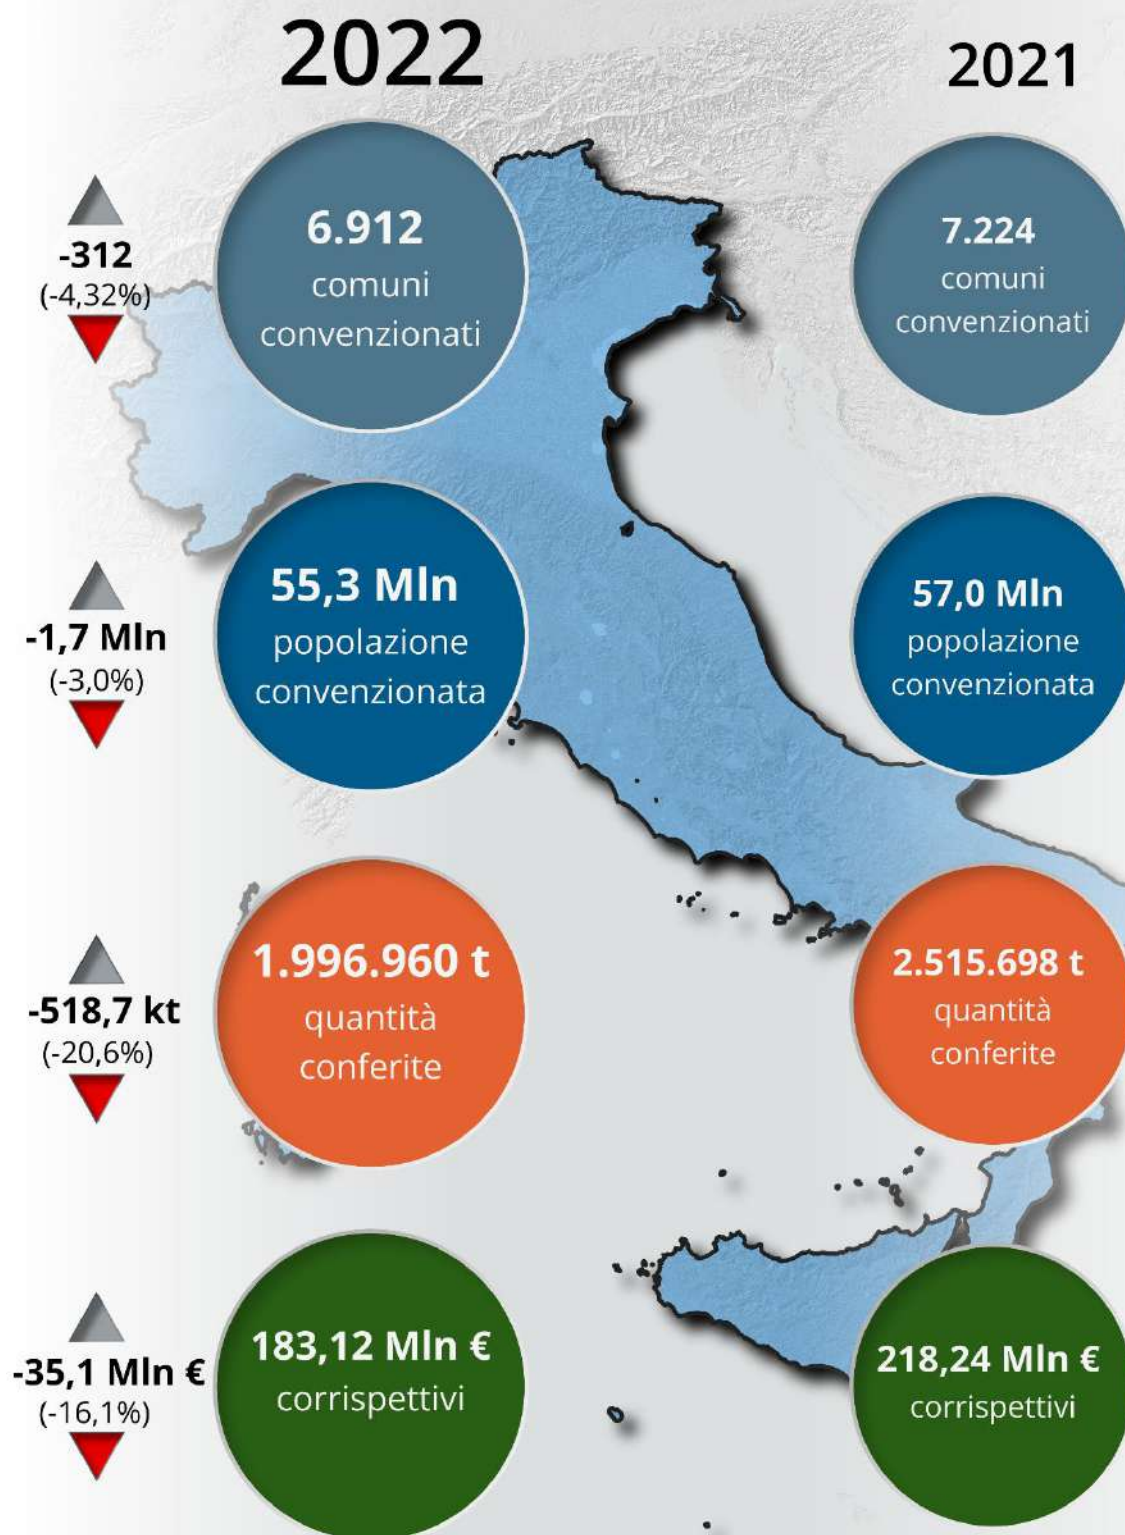 2022
2021
-312
(-4,32%)
6.912
comuni
convenzionati
7.224
comuni
convenzionati
-1,7 Mln
(-3,0%)
55,3 Mln
popolazione
convenzionata
57,0 Mln
popolazione
convenzionata
-518,7 kt
(-20,6%)
1.996.960 t
quantità
conferite
2.515.698 t
quantità
conferite
-35,1 Mln €
(-16,1%)
183,12 Mln €
corrispettivi
218,24 Mln €
corrispettivi